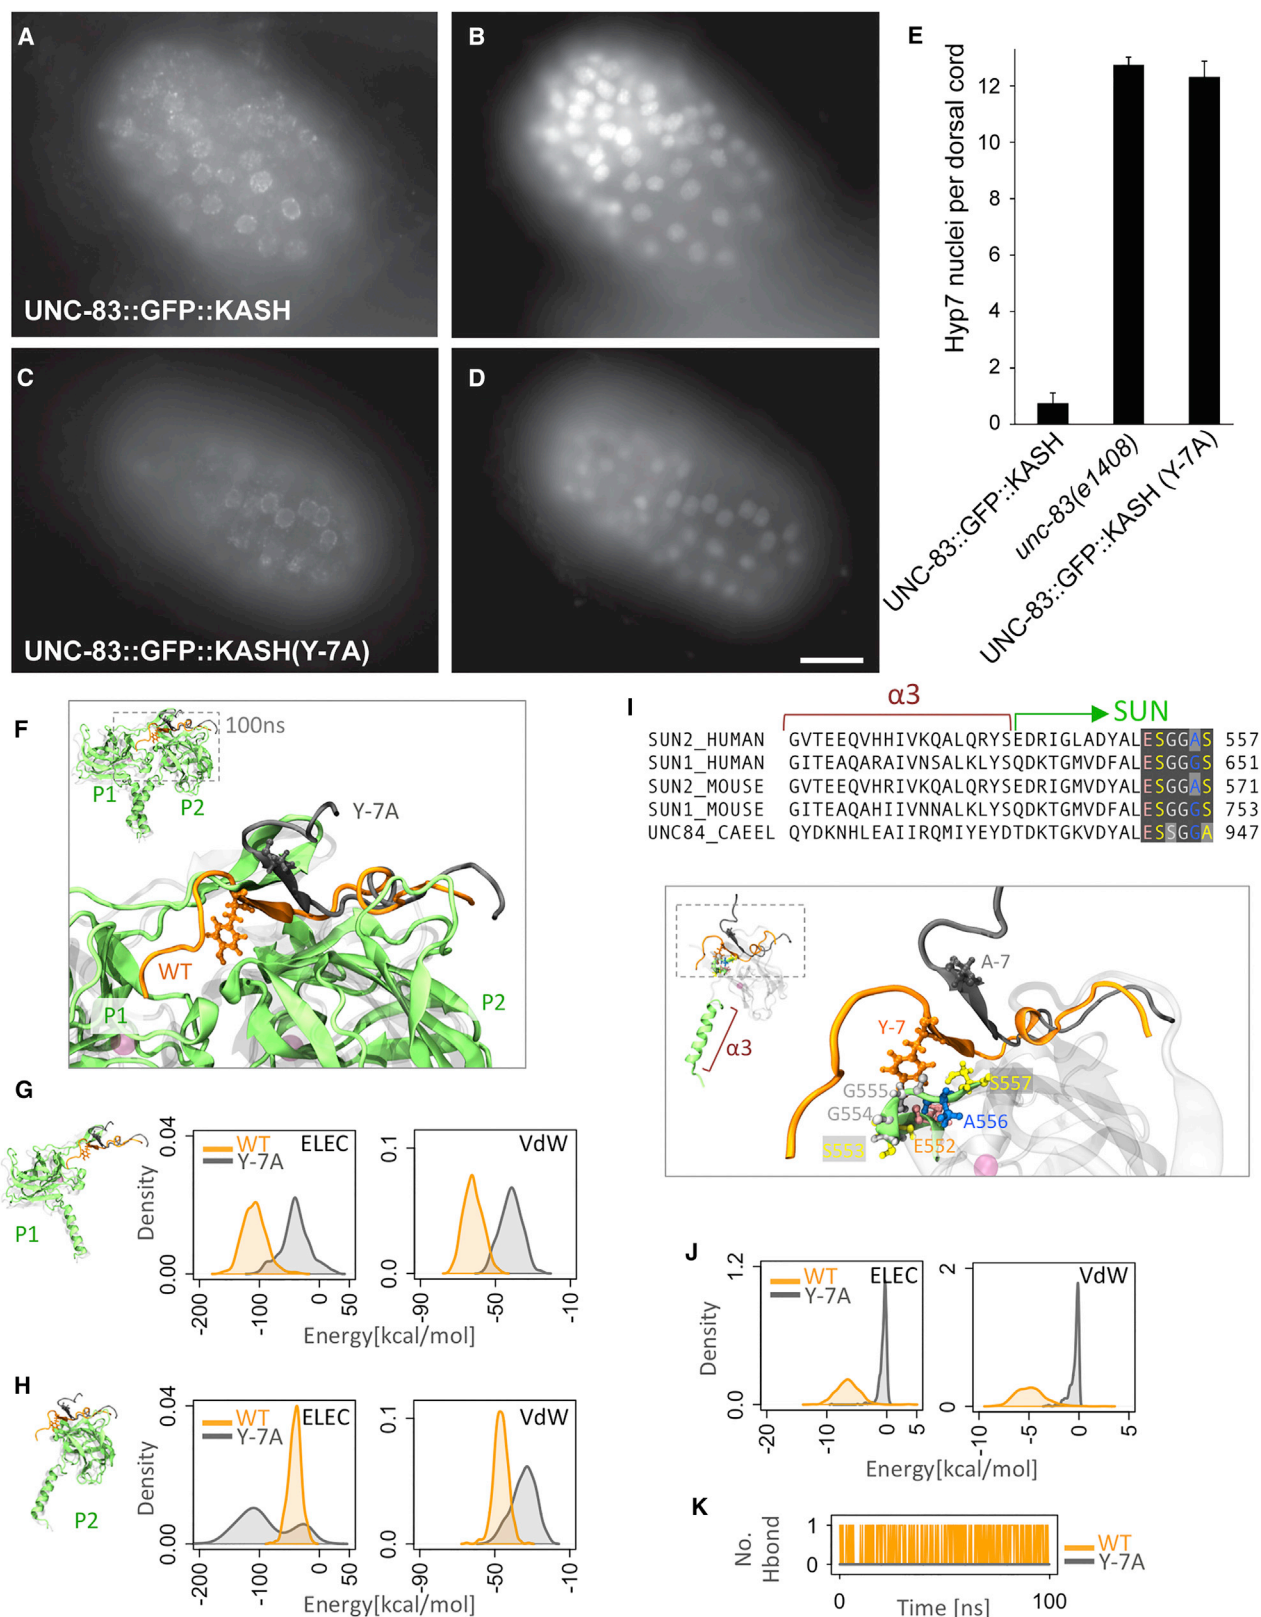 A
UNC-83::GFP::KASH
B
C
UNC-83::GFP::KASH(Y-7A)
D
E
Hyp7 nuclei per dorsal cord
12
10
8
6
4
2
0
UNC-83::GFP::KASH
unc-83(e1408)
UNC-83::GFP::KASH (Y-7A)
F
100ns
P1
P2
Y-7A
WT
P1
P2
G
P1
Density
0.04
0.00
WT
Y-7A
ELEC
-200
-100
0
50
0.1
0.0
VdW
-90
-50
-10
Energy[kcal/mol]
H
P2
Density
0.04
0.00
WT
Y-7A
ELEC
-200
-100
0
50
0.1
0.0
VdW
-90
-50
-10
Energy[kcal/mol]
I
α3
SUN
SUN2_HUMAN GVTEEQVHHIVKQALQRYSEDRIGLADYALESGGAS 557
SUN1_HUMAN GITEAQARAIVNSALKLYSQDKTGMVDFALESGGGS 651
SUN2_MOUSE GVTEEQVHRIVKQALQRYSEDRIGMVDYALESGGAS 571
SUN1_MOUSE GITEAQAHIIVNNALKLYSQDKTGMVDFALESGGGS 753
UNC84_CAEEL QYDKNHLEAIIRQMIYEYDTDKTGKVDYALESSGGA 947
α3
A-7
Y-7
G555
G554
S553
E552
A556
S557
J
Density
1.2
0.0
WT
Y-7A
ELEC
-20
-10
0
5
2
0
VdW
-10
-5
0
5
Energy[kcal/mol]
K
No.
Hbond
1
0
WT
Y-7A
0
100
Time [ns]